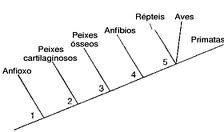 Répteis
Aves
Anfíbios
Primatas
Peixes
ósseos
Peixes
cartilaginosos
Anfioxo
5
4
3
2
1